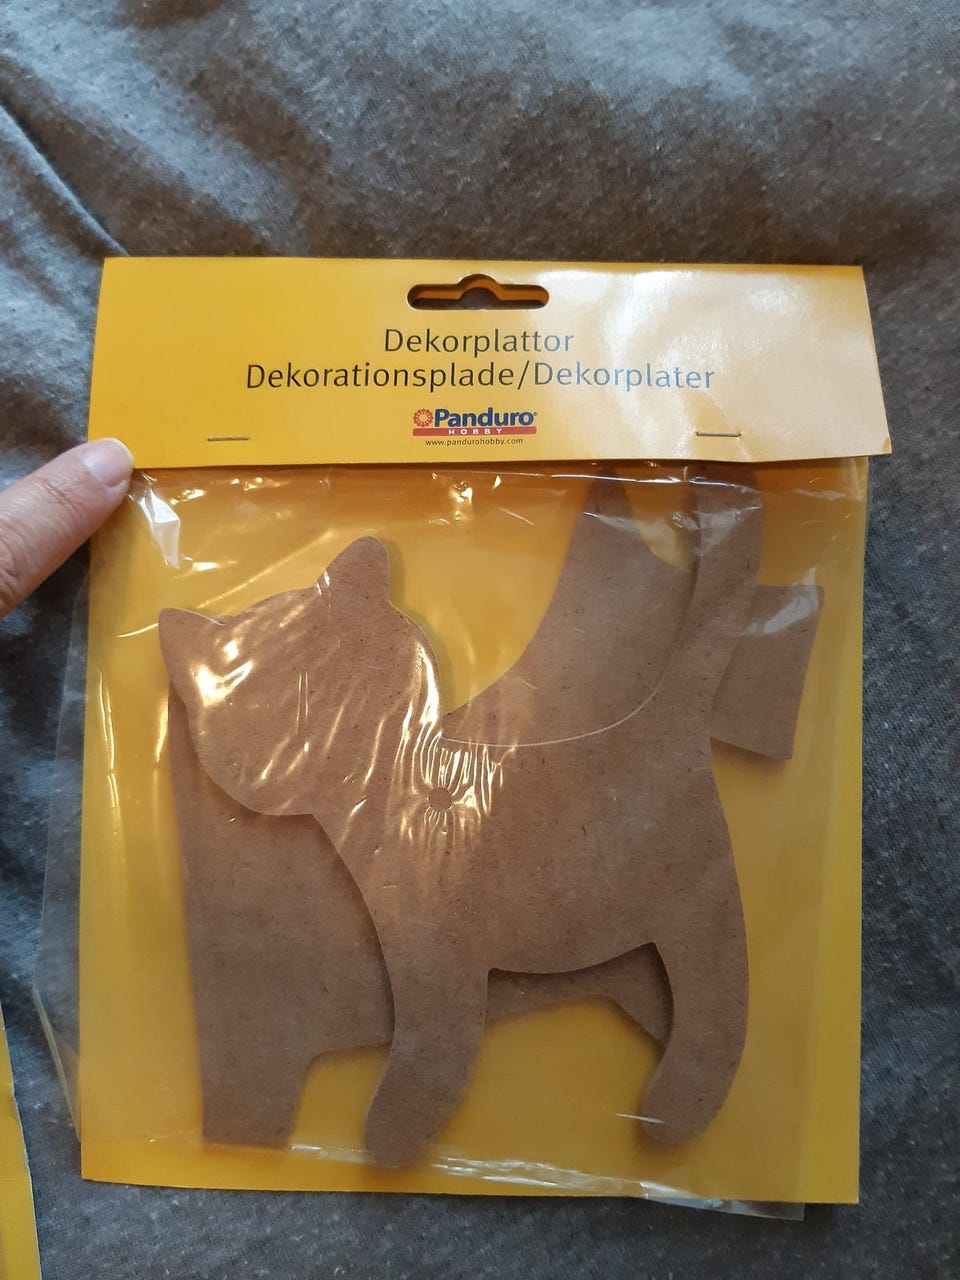 Dekorplattor
Dekorationsplade/Dekorplater
Panduro®
HOBBY
www.pandurohobby.com